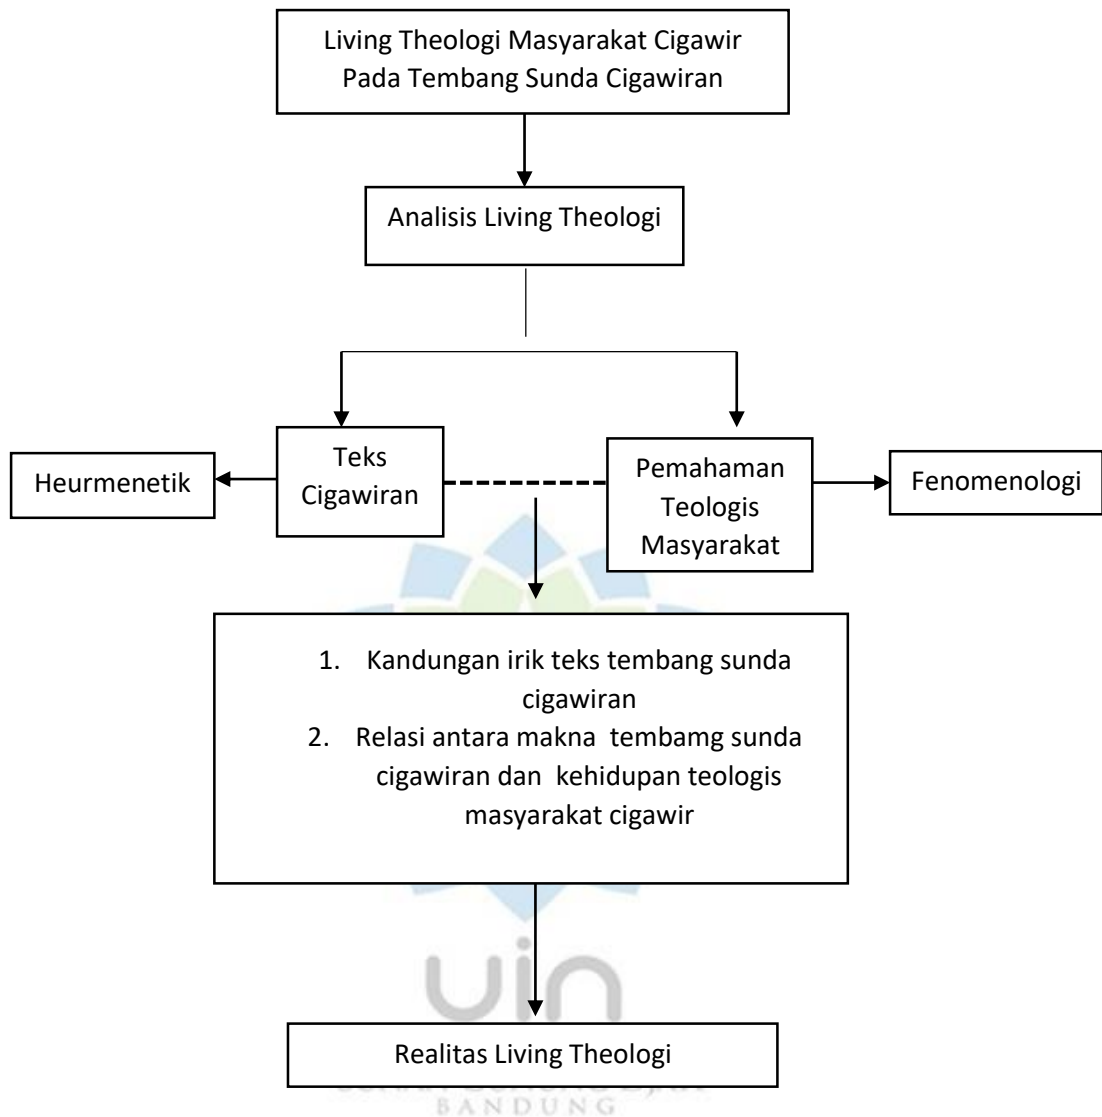 Living Theologi Masyarakat Cigawir
Pada Tembang Sunda Cigawiran
Analisis Living Theologi
Heurmenetik
Teks
Cigawiran
Pemahaman
Teologis
Masyarakat
Fenomenologi
1. Kandungan irik teks tembang sunda
cigawiran
2. Relasi antara makna tembamg sunda
cigawiran dan kehidupan teologis
masyarakat cigawir
uin
Realitas Living Theologi
BANDUNG